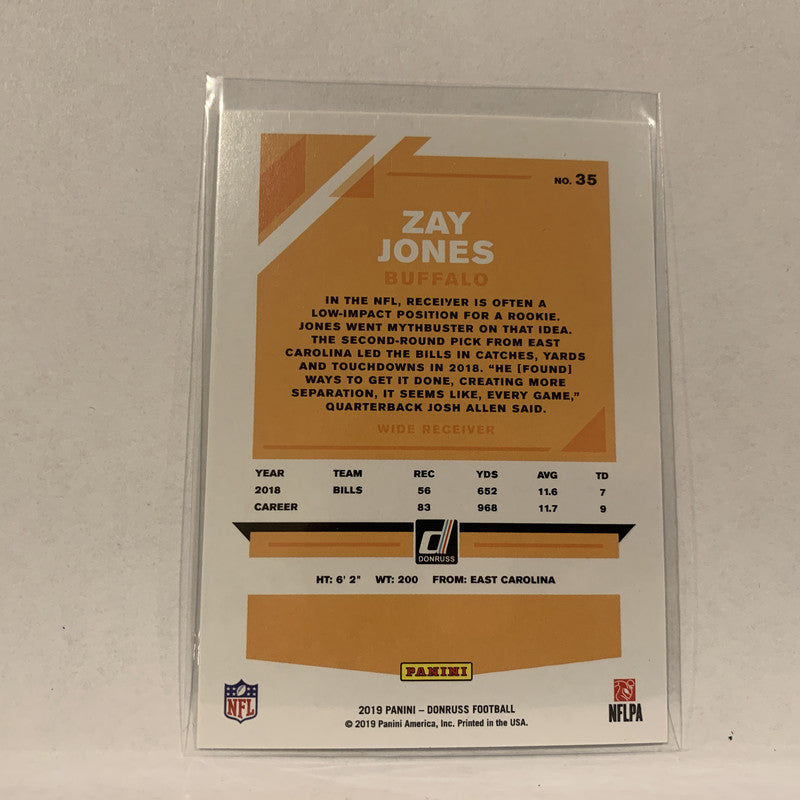 NO. 35
ZAY
JONES
BUFFALO
IN THE NFL, RECEIVER IS OFTEN A
LOW-IMPACT POSITION FOR A ROOKIE.
JONES WENT MYTHBUSTER ON THAT IDEA.
THE SECOND-ROUND PICK FROM EAST
CAROLINA LED THE BILLS IN CATCHES, YARDS
AND TOUCHDOWNS IN 2018. “HE [FOUND]
WAYS TO GET IT DONE, CREATING MORE
SEPARATION, IT SEEMS LIKE, EVERY GAME,”
QUARTERBACK JOSH ALLEN SAID.
WIDE RECEIVER
YEAR TEAM REC YDS AVG TD
2018 BILLS 56 652 11.6 7
CAREER 83 968 11.7 9
DONRUSS
HT: 6' 2" WT: 200 FROM: EAST CAROLINA
PANINI
NFL
2019 PANINI – DONRUSS FOOTBALL
© 2019 Panini America, Inc. Printed in the USA.
NFLPA